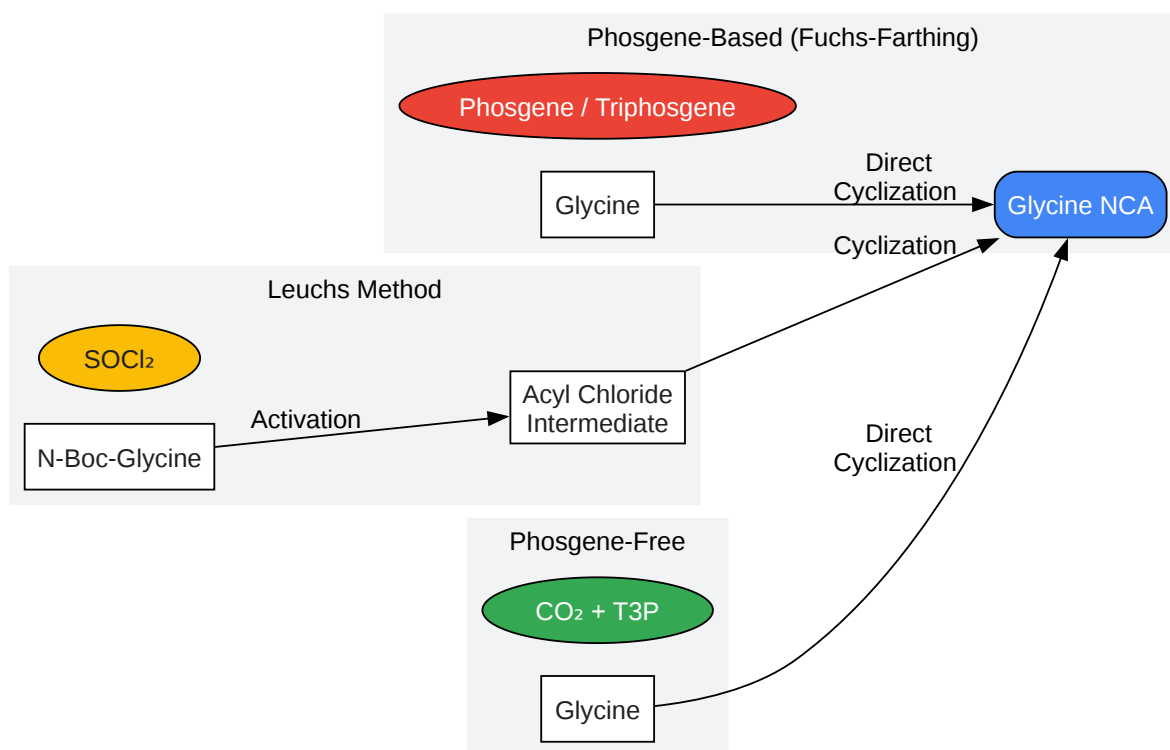 Phosgene-Based (Fuchs-Farthing)
Phosgene / Triphosgene
Glycine
Direct
Cyclization
Glycine NCA
Cyclization
Leuchs Method
SOCl₂
N-Boc-Glycine
Activation
Acyl Chloride
Intermediate
Direct
Cyclization
Phosgene-Free
CO₂ + T3P
Glycine